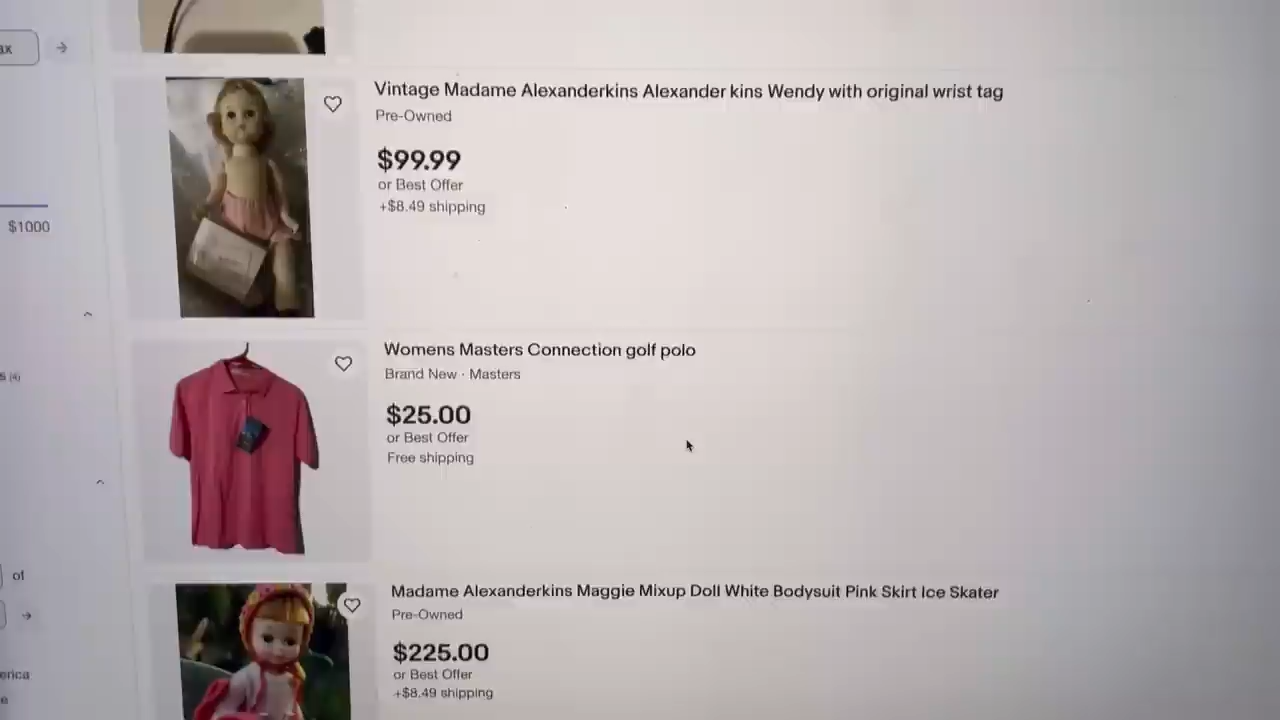 ax
$1000
s (4)
of
erica
e
Vintage Madame Alexanderkins Alexander kins Wendy with original wrist tag
Pre-Owned
$99.99
or Best Offer
+$8.49 shipping
Womens Masters Connection golf polo
Brand New · Masters
$25.00
or Best Offer
Free shipping
Madame Alexanderkins Maggie Mixup Doll White Bodysuit Pink Skirt Ice Skater
Pre-Owned
$225.00
or Best Offer
+$8.49 shipping